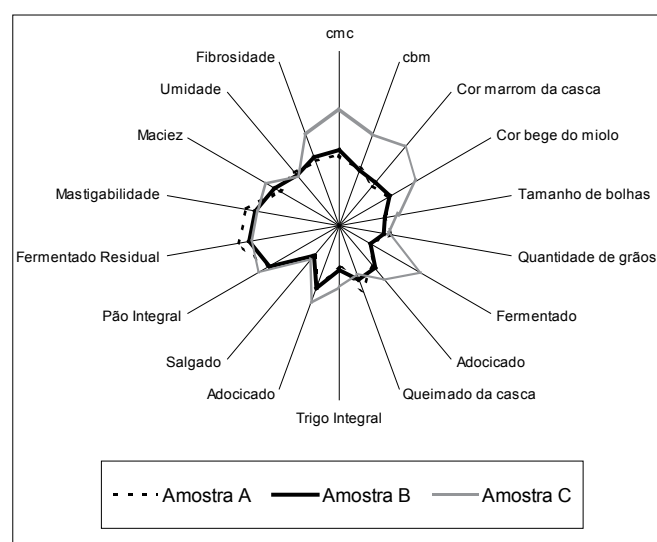 cmc
cbm
Cor marrom da casca
Cor bege do miolo
Tamanho de bolhas
Quantidade de grãos
Fermentado
Adocicado
Queimado da casca
Trigo Integral
Adocicado
Salgado
Pão Integral
Fermentado Residual
Mastigabilidade
Maciez
Umidade
Fibrosidade
Amostra A
Amostra B
Amostra C